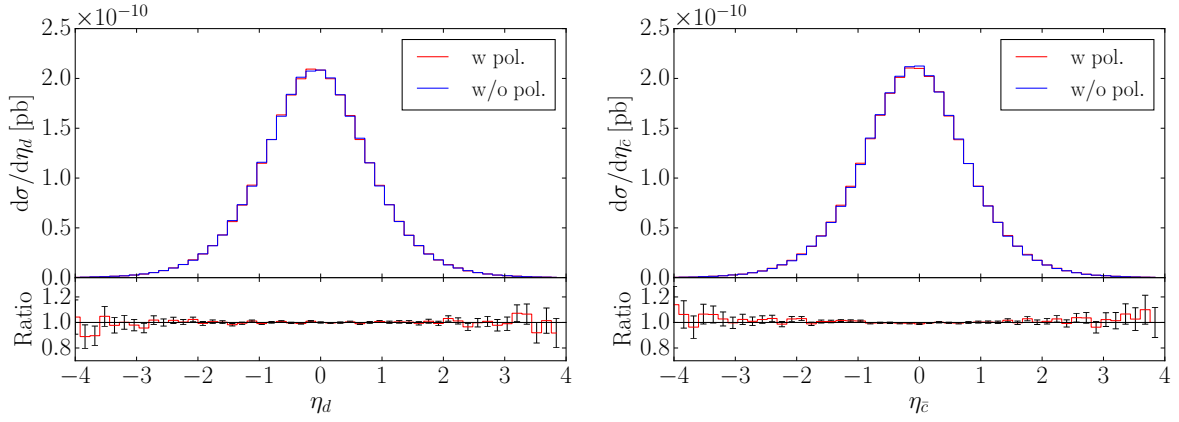 ×10⁻¹⁰
2.5
2.0
1.5
1.0
0.5
0.0
dσ/dη_d [pb]
w pol.
w/o pol.
1.2
1.0
0.8
Ratio
−4 −3 −2 −1 0 1 2 3 4
η_d
×10⁻¹⁰
2.5
2.0
1.5
1.0
0.5
0.0
dσ/dη_c̄ [pb]
w pol.
w/o pol.
1.2
1.0
0.8
Ratio
−4 −3 −2 −1 0 1 2 3 4
η_c̄